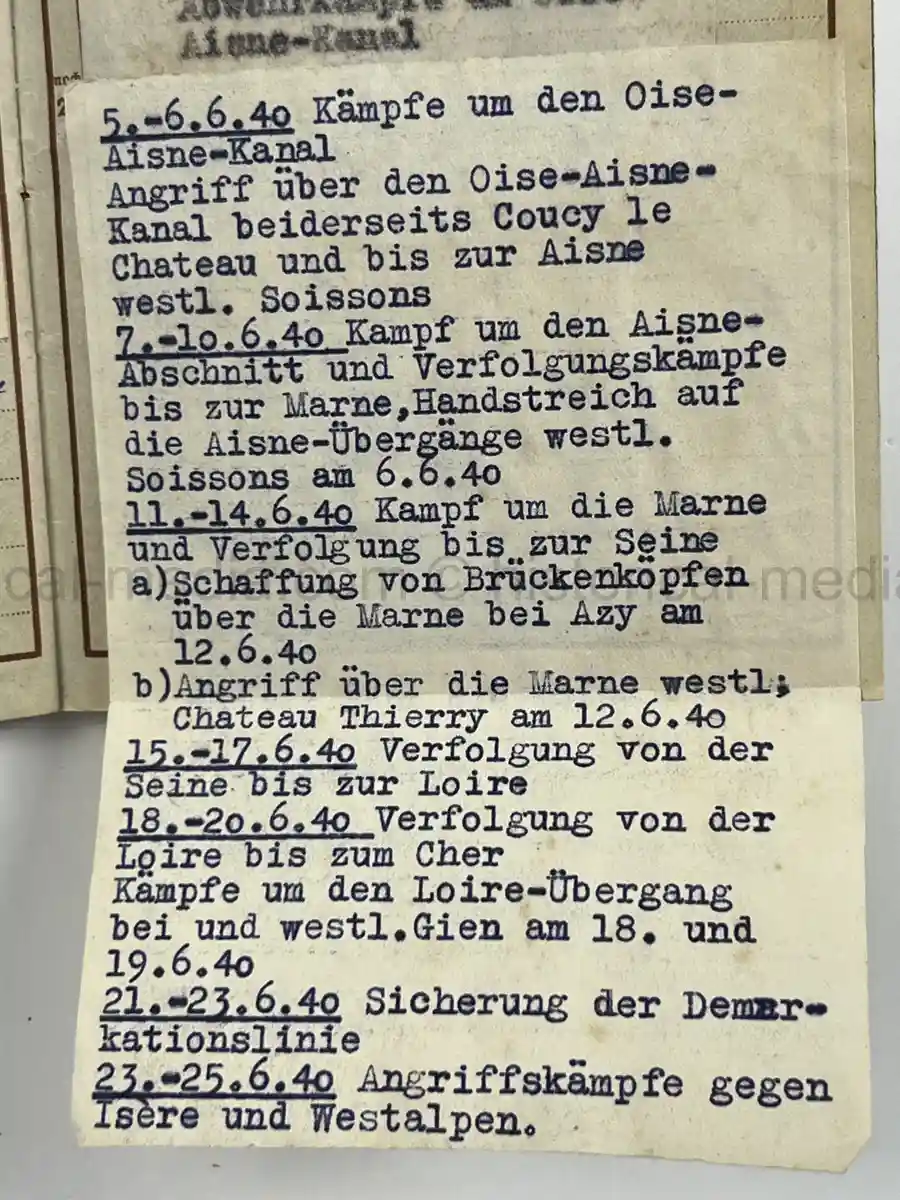 Aisne-Kanal
5.-6.6.4o Kämpfe um den Oise-
Aisne-Kanal
Angriff über den Oise-Aisne-
Kanal beiderseits Coucy le
Chateau und bis zur Aisne
westl. Soissons
7.-1o.6.4o Kampf um den Aisne-
Abschnitt und Verfolgungskämpfe
bis zur Marne,Handstreich auf
die Aisne-Übergänge westl.
Soissons am 6.6.4o
11.-14.6.4o Kampf um die Marne
und Verfolgung bis zur Seine
a)Schaffung von Brückenköpfen
über die Marne bei Azy am
12.6.4o
b)Angriff über die Marne westl;
Chateau Thierry am 12.6.4o
15.-17.6.4o Verfolgung von der
Seine bis zur Loire
18.-2o.6.4o Verfolgung von der
Loire bis zum Cher
Kämpfe um den Loire-Übergang
bei und westl.Gien am 18. und
19.6.4o
21.-23.6.4o Sicherung der Demar-
kationslinie
23.-25.6.4o Angriffskämpfe gegen
Isère und Westalpen.